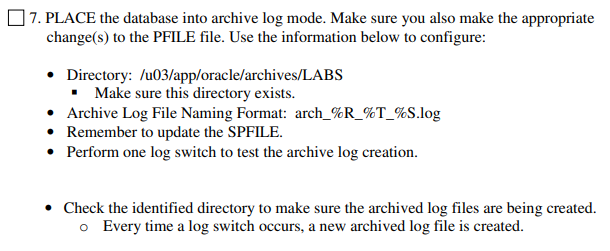 7. PLACE the database into archive log mode. Make sure you also make the appropriate
change(s) to the PFILE file. Use the information below to configure:
• Directory: /u03/app/oracle/archives/LABS
▪ Make sure this directory exists.
• Archive Log File Naming Format: arch_%R_%T_%S.log
• Remember to update the SPFILE.
• Perform one log switch to test the archive log creation.
• Check the identified directory to make sure the archived log files are being created.
o Every time a log switch occurs, a new archived log file is created.